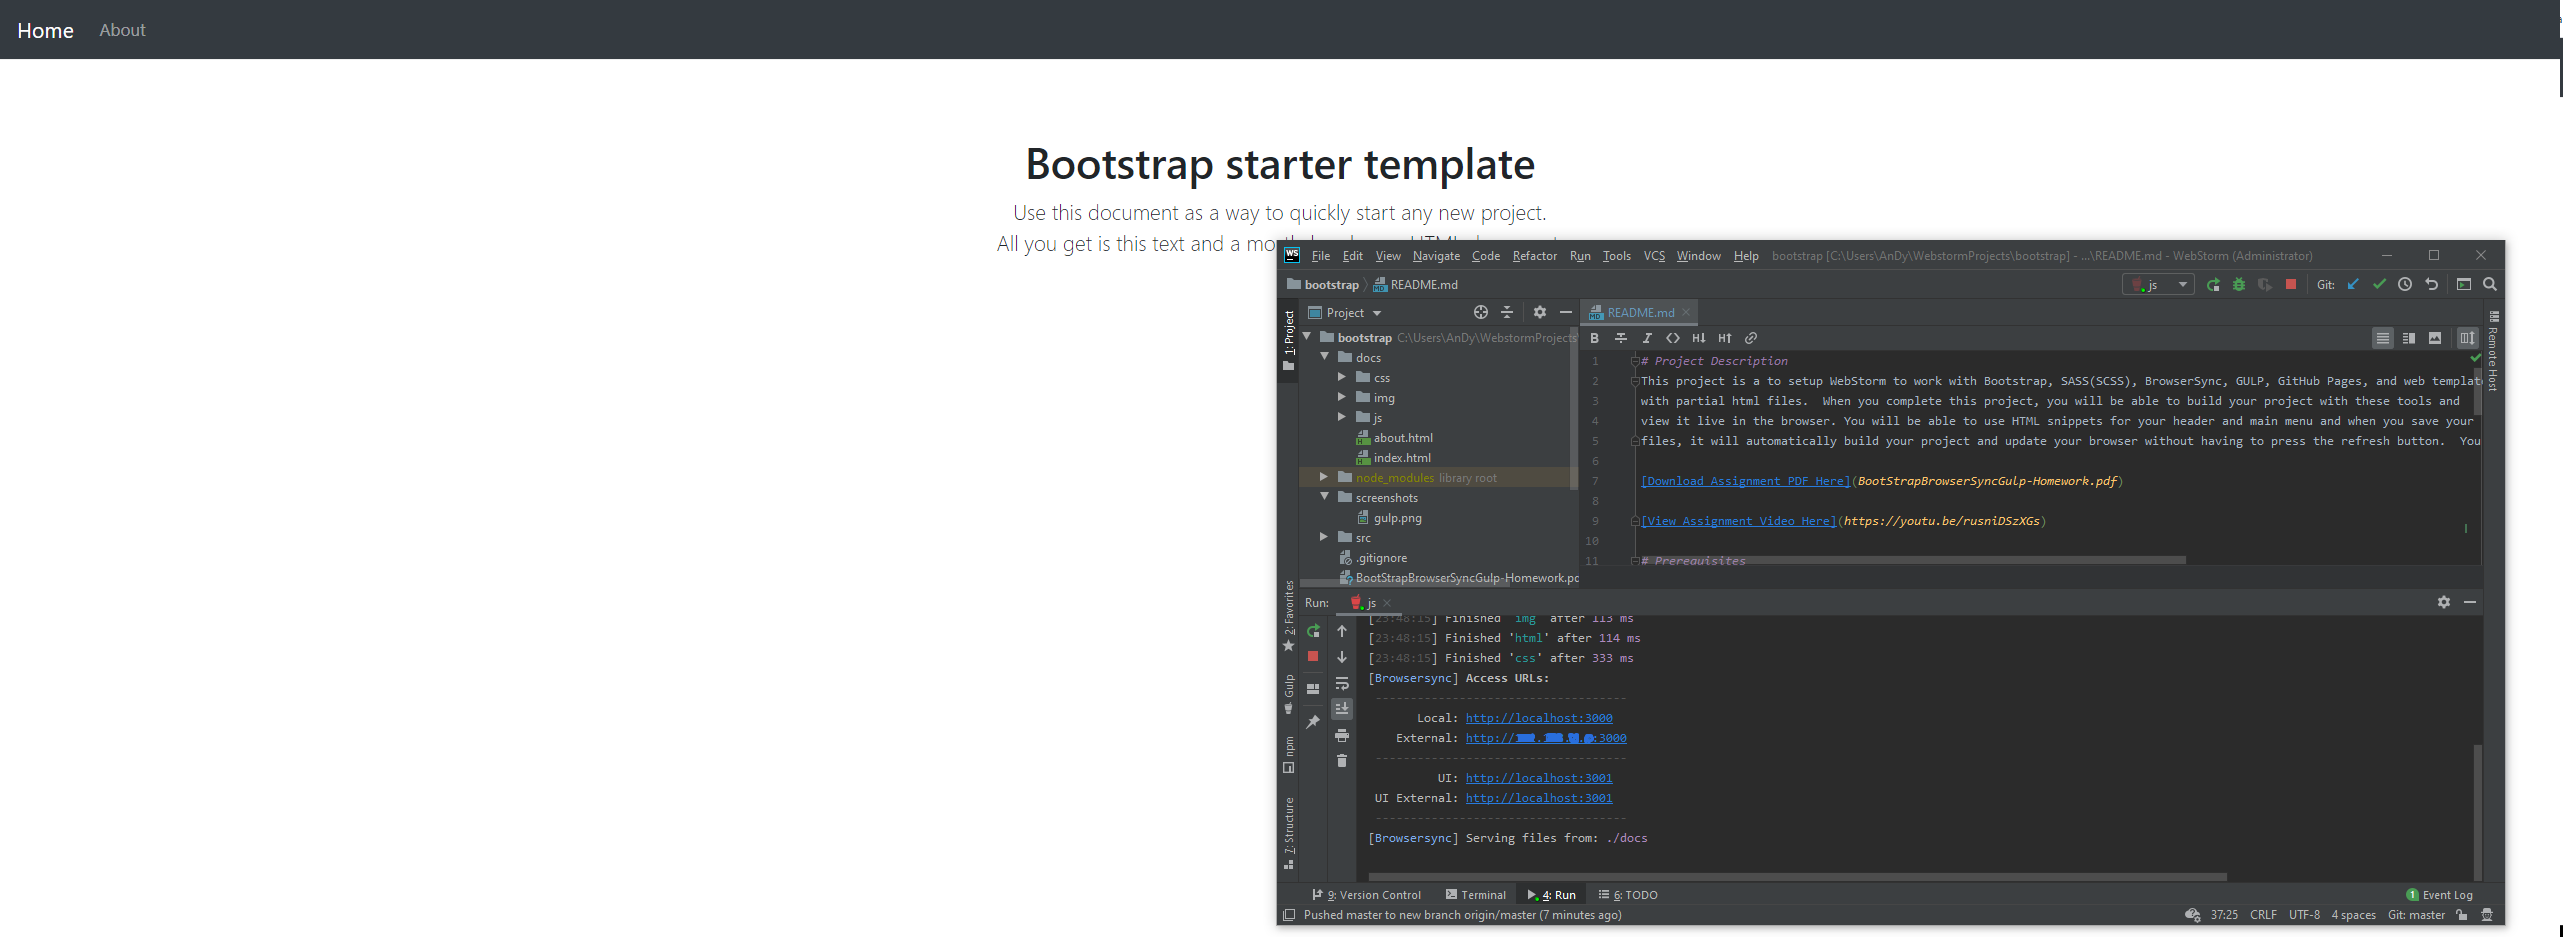 Home About
Bootstrap starter template
Use this document as a way to quickly start any new project.
All you get is this text and a
WS File Edit View Navigate Code Refactor Run Tools VCS Window Help bootstrap [C:\Users\AnDy\WebstormProjects\bootstrap] - ...\README.md - WebStorm (Administrator)
bootstrap README.md js Git:
1: Project
Project
README.md
bootstrap C:\Users\AnDy\WebstormProjects\
docs
css
img
js
about.html
index.html
node_modules library root
screenshots
gulp.png
src
.gitignore
BootStrapBrowserSyncGulp-Homework.pd
1 # Project Description
2 This project is a to setup WebStorm to work with Bootstrap, SASS(SCSS), BrowserSync, GULP, GitHub Pages, and web templat
3 with partial html files. When you complete this project, you will be able to build your project with these tools and
4 view it live in the browser. You will be able to use HTML snippets for your header and main menu and when you save your
5 files, it will automatically build your project and update your browser without having to press the refresh button. You
6
7 [Download Assignment PDF Here](BootStrapBrowserSyncGulp-Homework.pdf)
8
9 [View Assignment Video Here](https://youtu.be/rusniDSzXGs)
10
11 # Prerequisites
Remote Host
2: Favorites
Gulp
npm
7: Structure
Run: js
[23:48:15] Finished 'img' after 113 ms
[23:48:15] Finished 'html' after 114 ms
[23:48:15] Finished 'css' after 333 ms
[Browsersync] Access URLs:
-----------------------------------
Local: http://localhost:3000
External: http:// :3000
-----------------------------------
UI: http://localhost:3001
UI External: http://localhost:3001
-----------------------------------
[Browsersync] Serving files from: ./docs
9: Version Control Terminal 4: Run 6: TODO 1 Event Log
Pushed master to new branch origin/master (7 minutes ago) 37:25 CRLF UTF-8 4 spaces Git: master